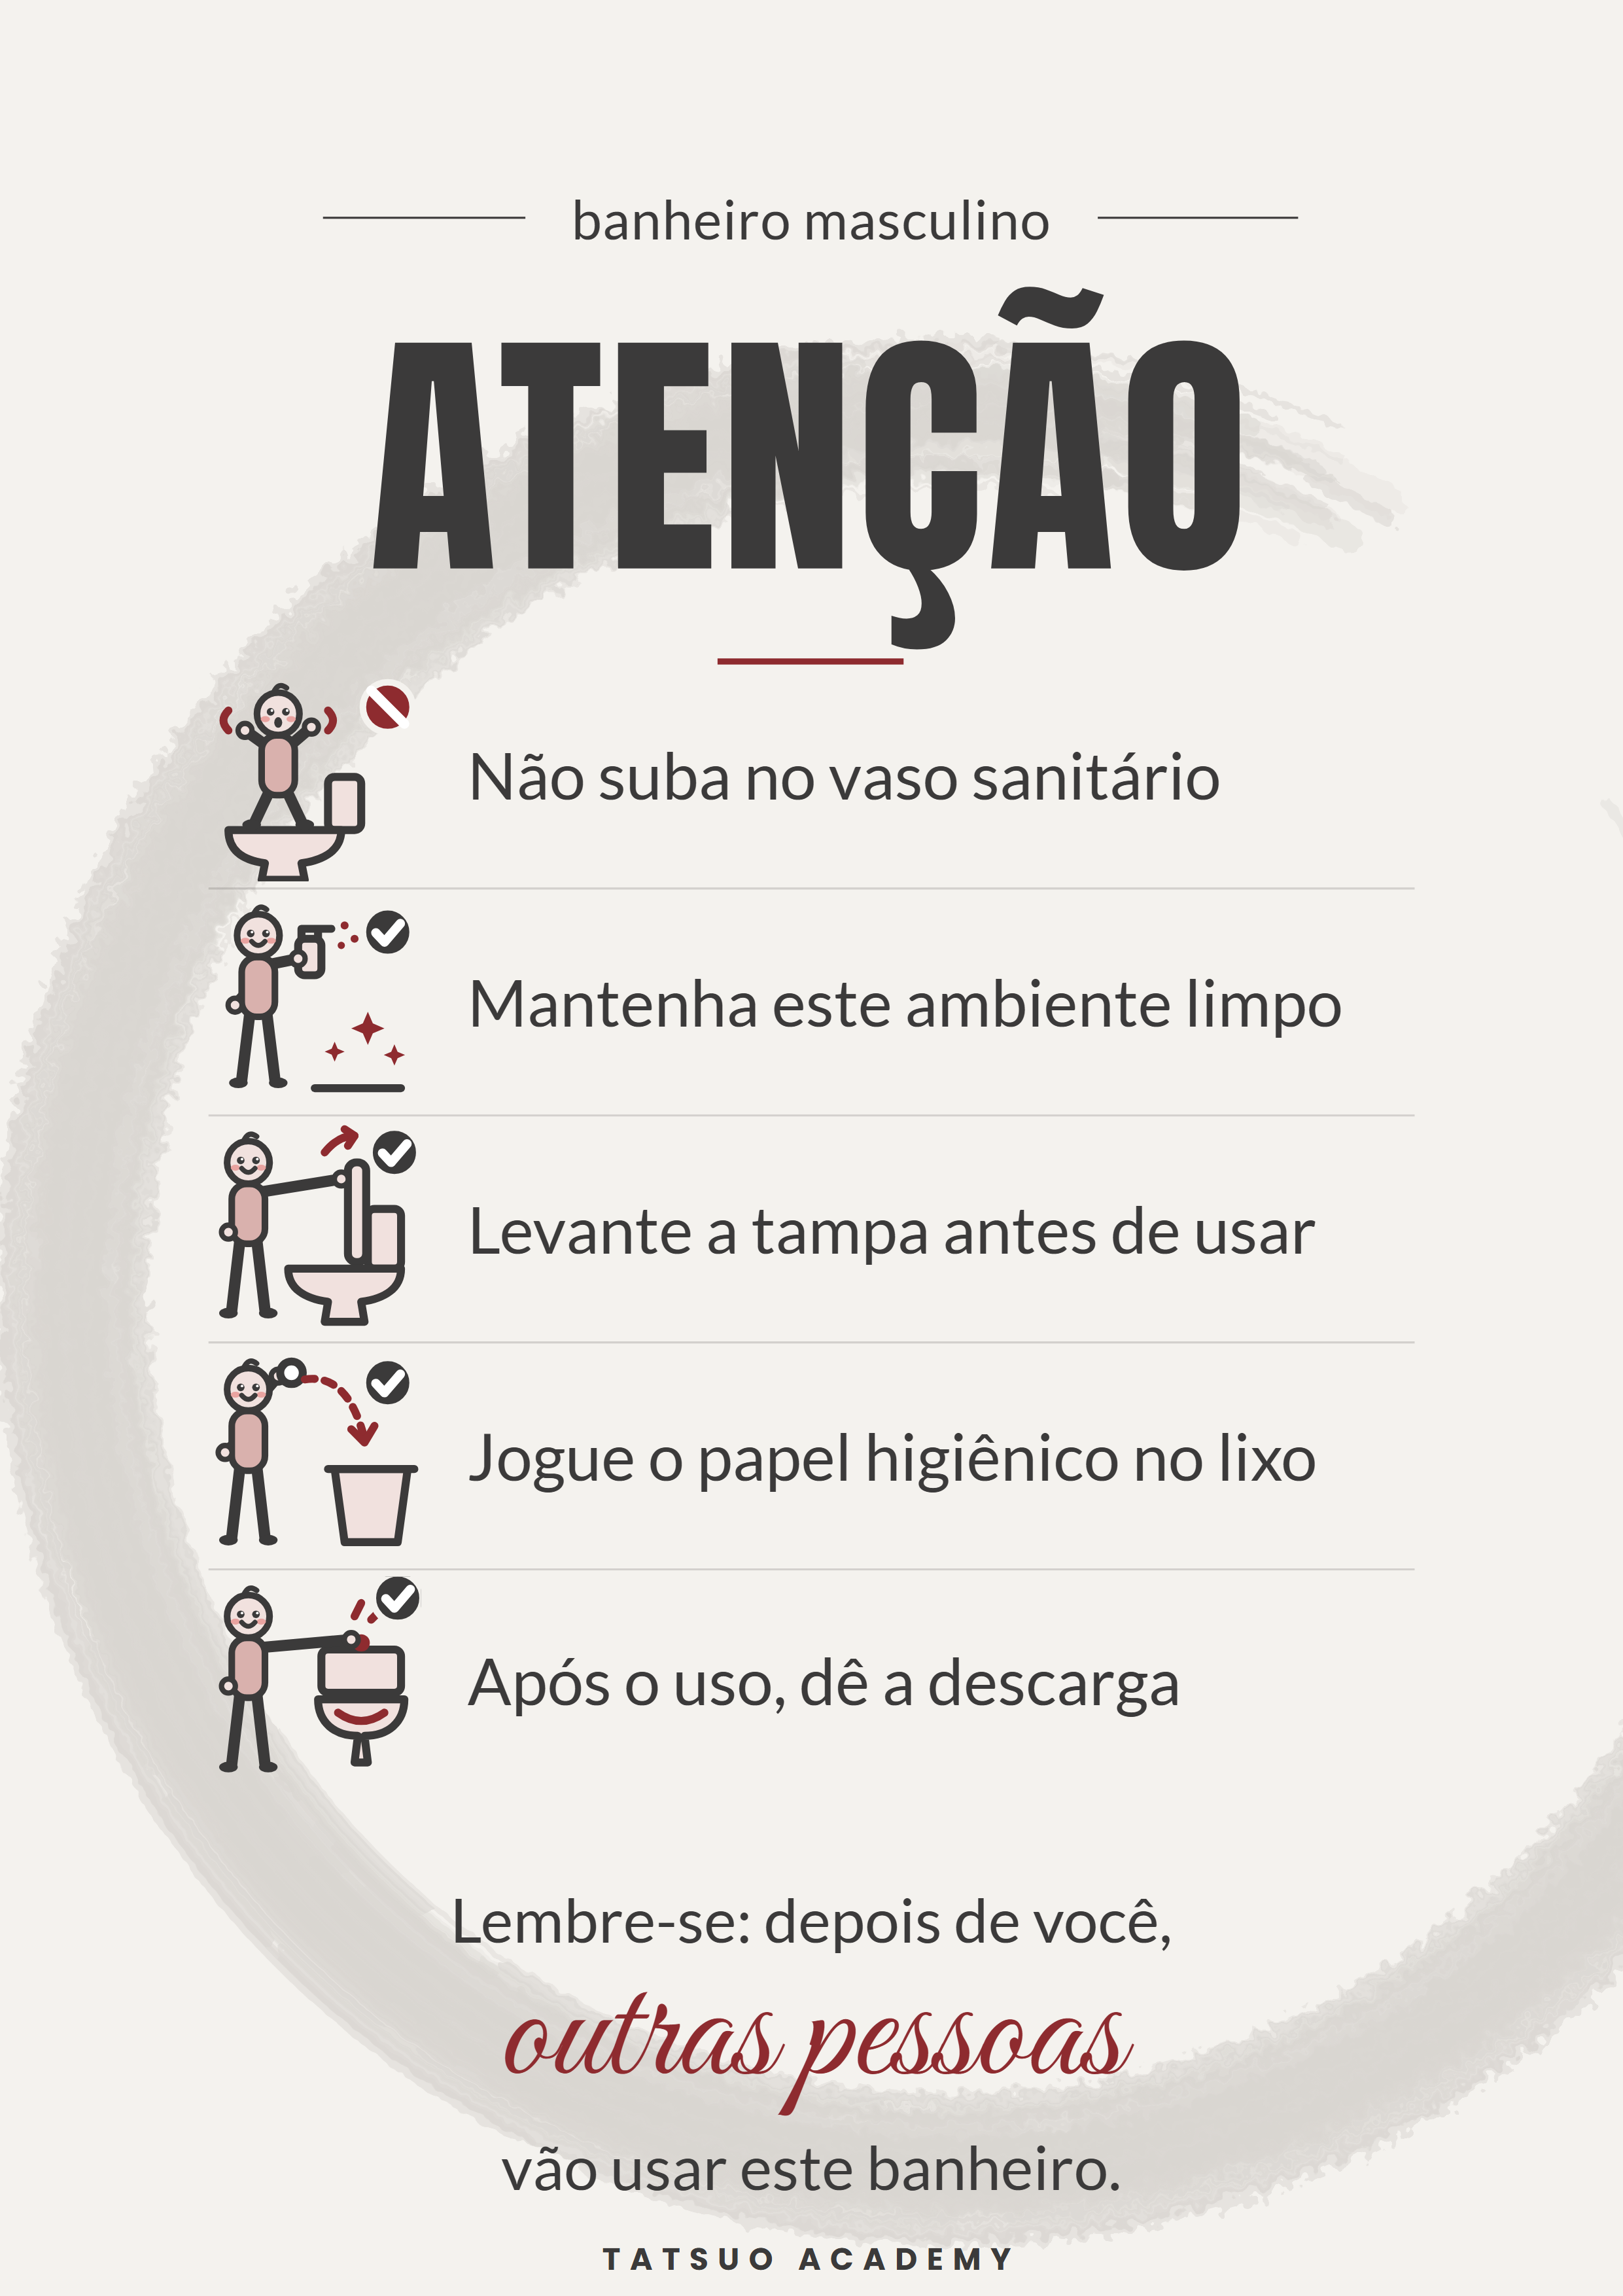 banheiro masculino
ATENÇÃO
Não suba no vaso sanitário
Mantenha este ambiente limpo
Levante a tampa antes de usar
Jogue o papel higiênico no lixo
Após o uso, dê a descarga
Lembre-se: depois de você,
outras pessoas
vão usar este banheiro.
TATSUO ACADEMY